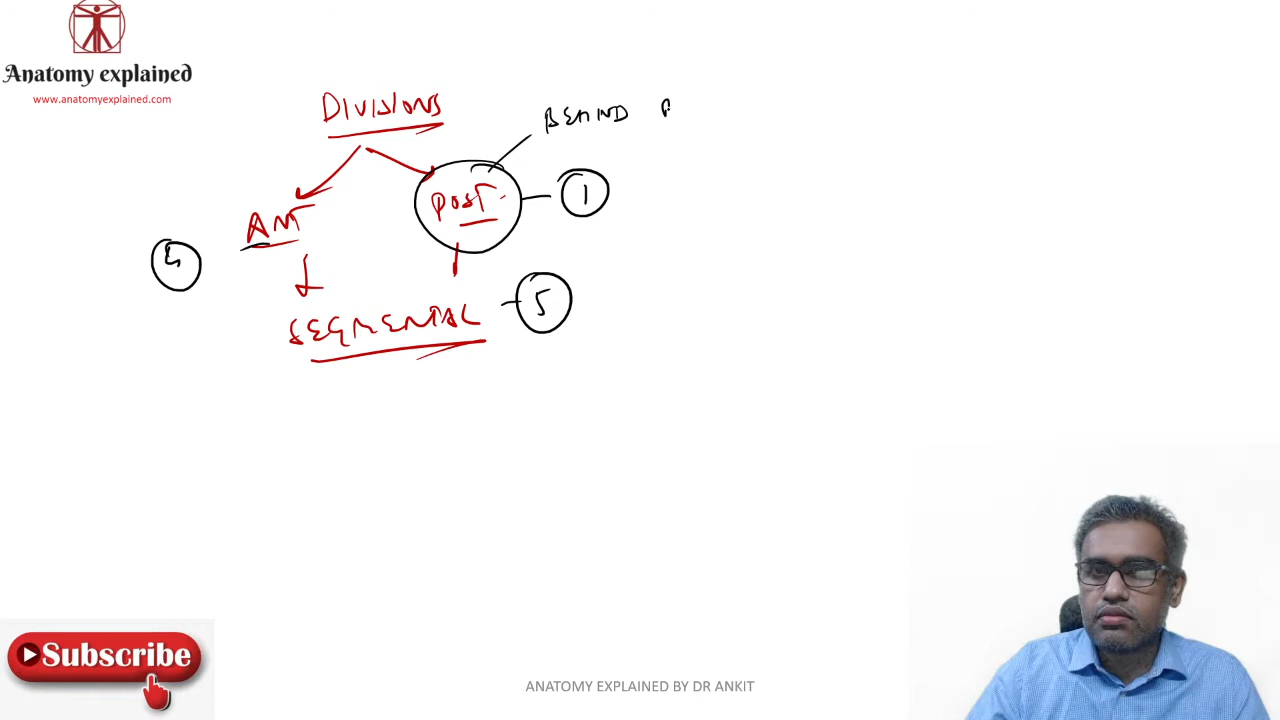 Anatomy explained
www.anatomyexplained.com
DIVISIONS
BEHIND
POST.
1
ANT
4
SEGMENTAL
5
Subscribe
ANATOMY EXPLAINED BY DR ANKIT